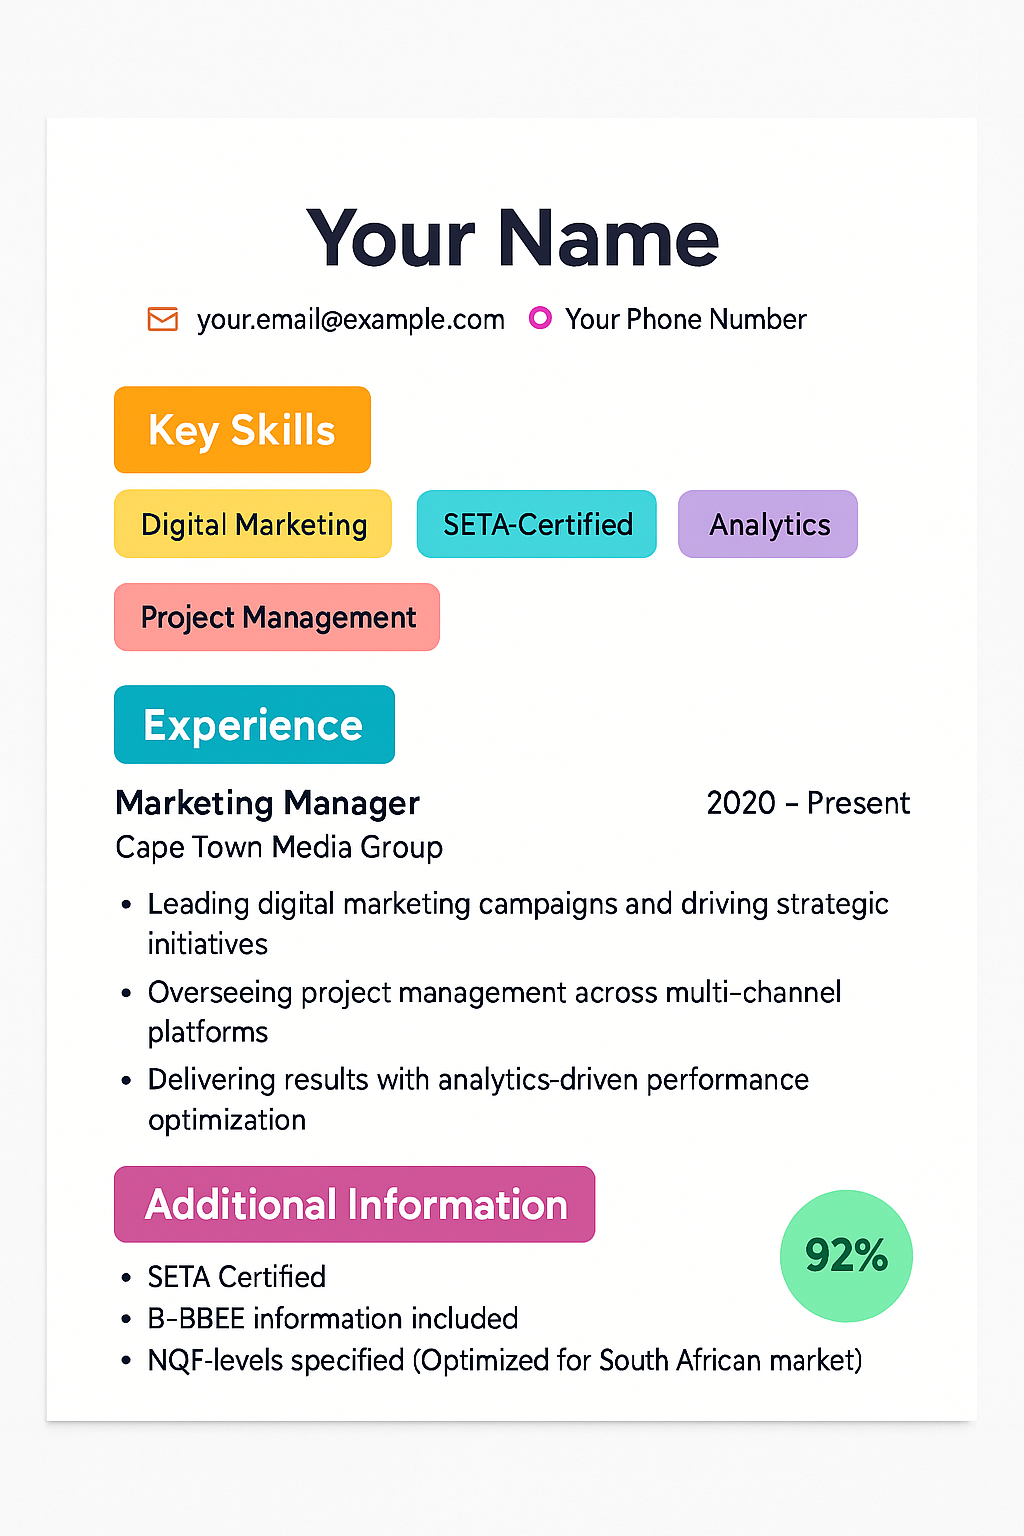 Your Name
your.email@example.com Your Phone Number
Key Skills
Digital Marketing SETA-Certified Analytics
Project Management
Experience
Marketing Manager 2020 – Present
Cape Town Media Group
• Leading digital marketing campaigns and driving strategic
initiatives
• Overseeing project management across multi-channel
platforms
• Delivering results with analytics-driven performance
optimization
Additional Information
92%
• SETA Certified
• B-BBEE information included
• NQF-levels specified (Optimized for South African market)